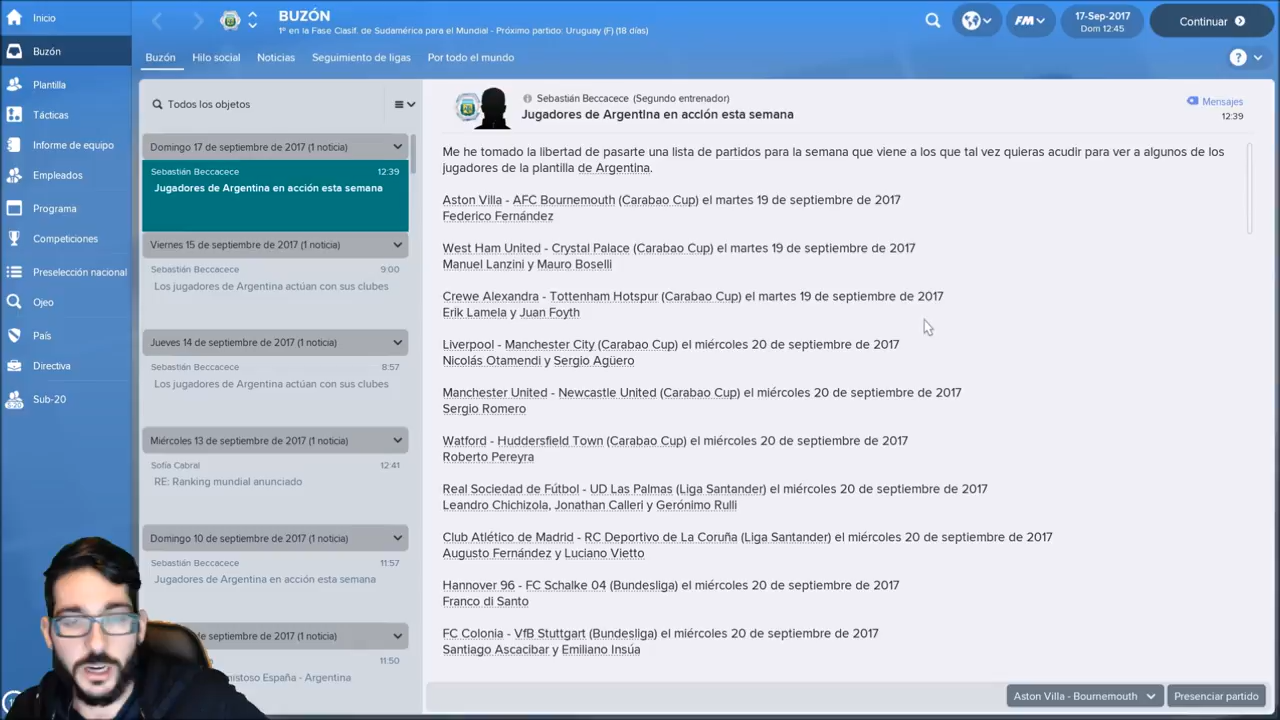 Inicio
Buzón
Plantilla
Tácticas
Informe de equipo
Empleados
Programa
Competiciones
Preselección nacional
Ojeo
País
Directiva
Sub-20
BUZÓN
1º en la Fase Clasif. de Sudamérica para el Mundial - Próximo partido: Uruguay (F) (18 días)
FM
17-Sep-2017
Dom 12:45
Continuar
Buzón
Hilo social
Noticias
Seguimiento de ligas
Por todo el mundo
?
Todos los objetos
Domingo 17 de septiembre de 2017 (1 noticia)
Sebastián Beccacece 12:39
Jugadores de Argentina en acción esta semana
Viernes 15 de septiembre de 2017 (1 noticia)
Sebastián Beccacece 9:00
Los jugadores de Argentina actúan con sus clubes
Jueves 14 de septiembre de 2017 (1 noticia)
Sebastián Beccacece 8:57
Los jugadores de Argentina actúan con sus clubes
Miércoles 13 de septiembre de 2017 (1 noticia)
Sofía Cabral 12:41
RE: Ranking mundial anunciado
Domingo 10 de septiembre de 2017 (1 noticia)
Sebastián Beccacece 11:57
Jugadores de Argentina en acción esta semana
de septiembre de 2017 (1 noticia)
11:50
España - Argentina
Sebastián Beccacece (Segundo entrenador)
Jugadores de Argentina en acción esta semana
Mensajes
12:39
Me he tomado la libertad de pasarte una lista de partidos para la semana que viene a los que tal vez quieras acudir para ver a algunos de los
jugadores de la plantilla de Argentina.
Aston Villa - AFC Bournemouth (Carabao Cup) el martes 19 de septiembre de 2017
Federico Fernández
West Ham United - Crystal Palace (Carabao Cup) el martes 19 de septiembre de 2017
Manuel Lanzini y Mauro Boselli
Crewe Alexandra - Tottenham Hotspur (Carabao Cup) el martes 19 de septiembre de 2017
Erik Lamela y Juan Foyth
Liverpool - Manchester City (Carabao Cup) el miércoles 20 de septiembre de 2017
Nicolás Otamendi y Sergio Agüero
Manchester United - Newcastle United (Carabao Cup) el miércoles 20 de septiembre de 2017
Sergio Romero
Watford - Huddersfield Town (Carabao Cup) el miércoles 20 de septiembre de 2017
Roberto Pereyra
Real Sociedad de Fútbol - UD Las Palmas (Liga Santander) el miércoles 20 de septiembre de 2017
Leandro Chichizola, Jonathan Calleri y Gerónimo Rulli
Club Atlético de Madrid - RC Deportivo de La Coruña (Liga Santander) el miércoles 20 de septiembre de 2017
Augusto Fernández y Luciano Vietto
Hannover 96 - FC Schalke 04 (Bundesliga) el miércoles 20 de septiembre de 2017
Franco di Santo
FC Colonia - VfB Stuttgart (Bundesliga) el miércoles 20 de septiembre de 2017
Santiago Ascacibar y Emiliano Insúa
Aston Villa - Bournemouth
Presenciar partido